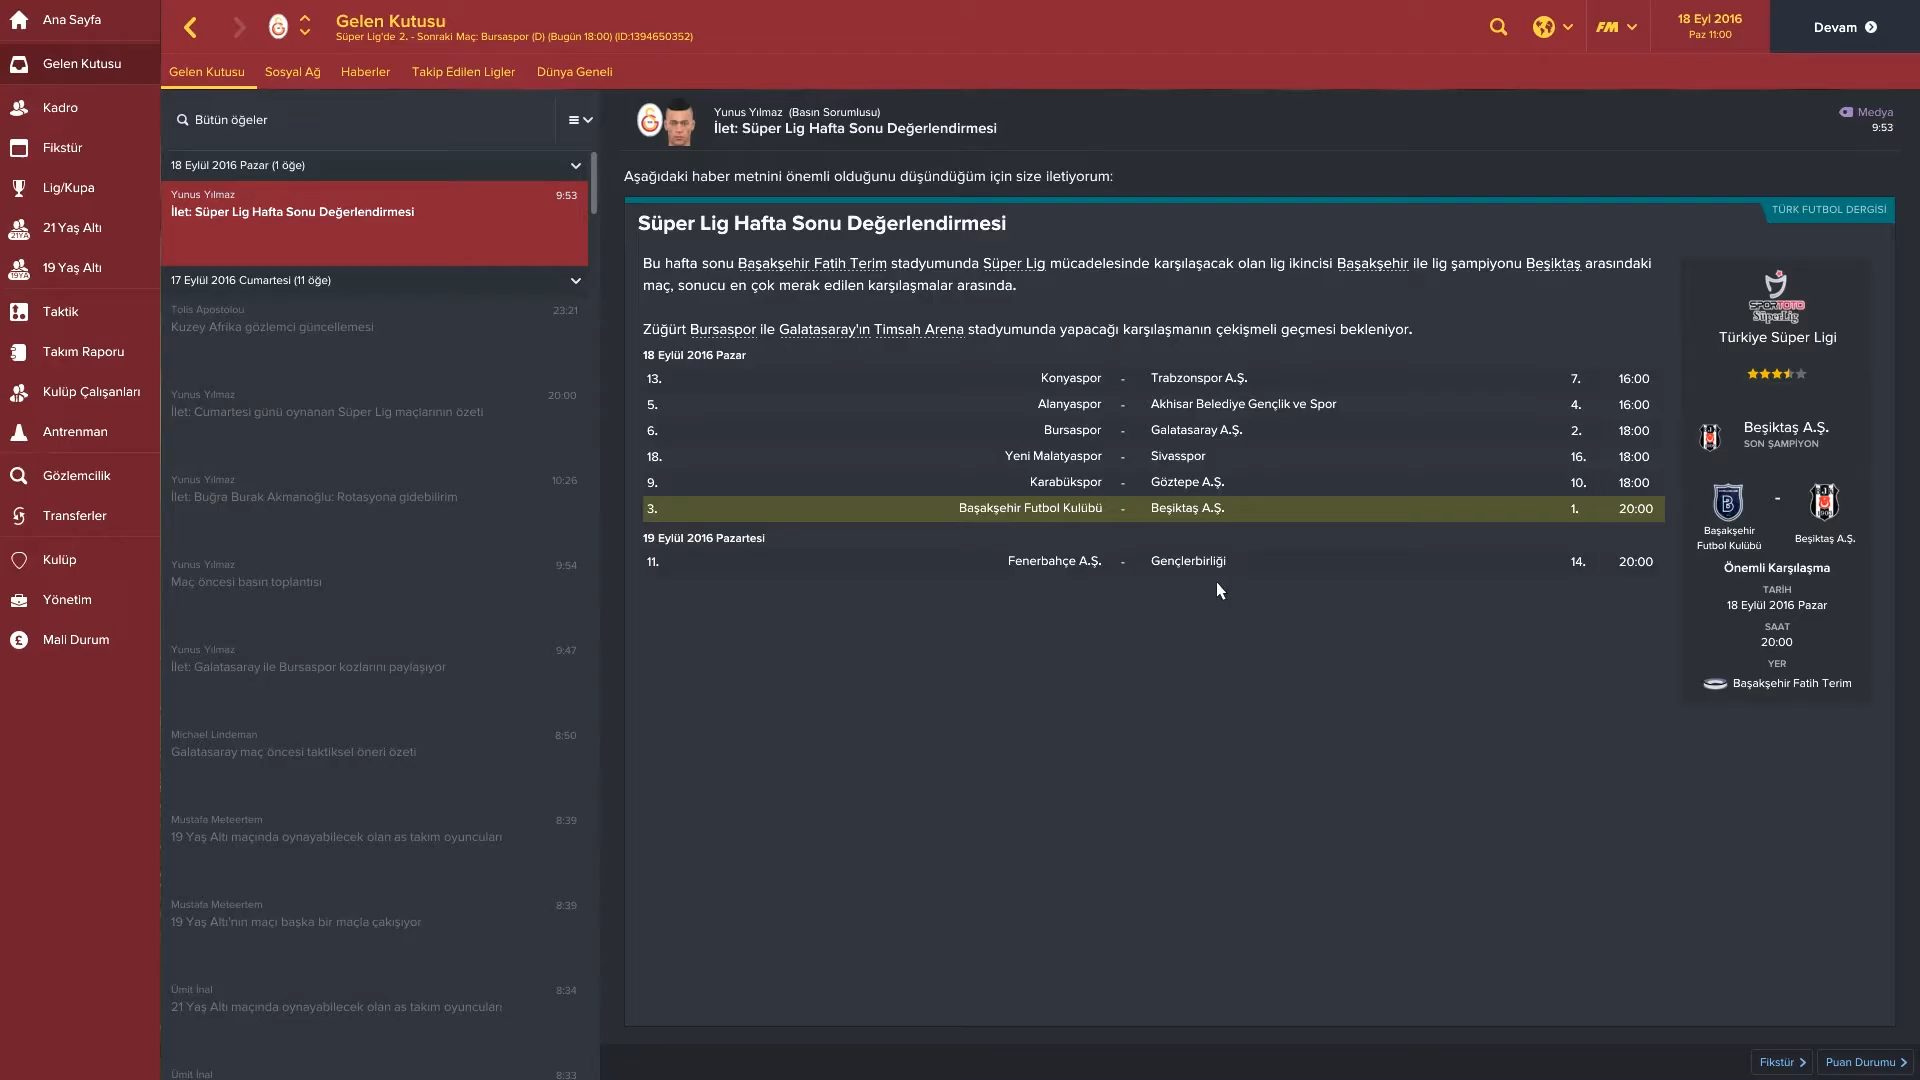 Ana Sayfa
Gelen Kutusu
Kadro
Fikstür
Lig/Kupa
21 Yaş Altı
19 Yaş Altı
Taktik
Takım Raporu
Kulüp Çalışanları
Antrenman
Gözlemcilik
Transferler
Kulüp
Yönetim
Mali Durum
Gelen Kutusu
Süper Lig'de 2. - Sonraki Maç: Bursaspor (D) (Bugün 18:00) (ID:1394650352)
FM
18 Eyl 2016
Paz 11:00
Devam
Gelen Kutusu Sosyal Ağ Haberler Takip Edilen Ligler Dünya Geneli
Bütün öğeler
18 Eylül 2016 Pazar (1 öğe)
Yunus Yılmaz 9:53
İlet: Süper Lig Hafta Sonu Değerlendirmesi
17 Eylül 2016 Cumartesi (11 öğe)
Tolis Apostolou 23:21
Kuzey Afrika gözlemci güncellemesi
Yunus Yılmaz 20:00
İlet: Cumartesi günü oynanan Süper Lig maçlarının özeti
Yunus Yılmaz 10:26
İlet: Buğra Burak Akmanoğlu: Rotasyona gidebilirim
Yunus Yılmaz 9:54
Maç öncesi basın toplantısı
Yunus Yılmaz 9:47
İlet: Galatasaray ile Bursaspor kozlarını paylaşıyor
Michael Lindeman 8:50
Galatasaray maç öncesi taktiksel öneri özeti
Mustafa Meteertem 8:39
19 Yaş Altı maçında oynayabilecek olan as takım oyuncuları
Mustafa Meteertem 8:39
19 Yaş Altı'nın maçı başka bir maçla çakışıyor
Ümit İnal 8:34
21 Yaş Altı maçında oynayabilecek olan as takım oyuncuları
Ümit İnal 8:33
Yunus Yılmaz (Basın Sorumlusu)
İlet: Süper Lig Hafta Sonu Değerlendirmesi
Medya
9:53
Aşağıdaki haber metnini önemli olduğunu düşündüğüm için size iletiyorum:
TÜRK FUTBOL DERGİSİ
Süper Lig Hafta Sonu Değerlendirmesi
Bu hafta sonu Başakşehir Fatih Terim stadyumunda Süper Lig mücadelesinde karşılaşacak olan lig ikincisi Başakşehir ile lig şampiyonu Beşiktaş arasındaki
maç, sonucu en çok merak edilen karşılaşmalar arasında.
Züğürt Bursaspor ile Galatasaray'ın Timsah Arena stadyumunda yapacağı karşılaşmanın çekişmeli geçmesi bekleniyor.
18 Eylül 2016 Pazar
13. Konyaspor - Trabzonspor A.Ş. 7. 16:00
5. Alanyaspor - Akhisar Belediye Gençlik ve Spor 4. 16:00
6. Bursaspor - Galatasaray A.Ş. 2. 18:00
18. Yeni Malatyaspor - Sivasspor 16. 18:00
9. Karabükspor - Göztepe A.Ş. 10. 18:00
3. Başakşehir Futbol Kulübü - Beşiktaş A.Ş. 1. 20:00
19 Eylül 2016 Pazartesi
11. Fenerbahçe A.Ş. - Gençlerbirliği 14. 20:00
SPORTOTO
SüperLig
Türkiye Süper Ligi
Beşiktaş A.Ş.
SON ŞAMPİYON
-
Başakşehir
Futbol Kulübü
Beşiktaş A.Ş.
Önemli Karşılaşma
TARİH
18 Eylül 2016 Pazar
SAAT
20:00
YER
Başakşehir Fatih Terim
Fikstür
Puan Durumu